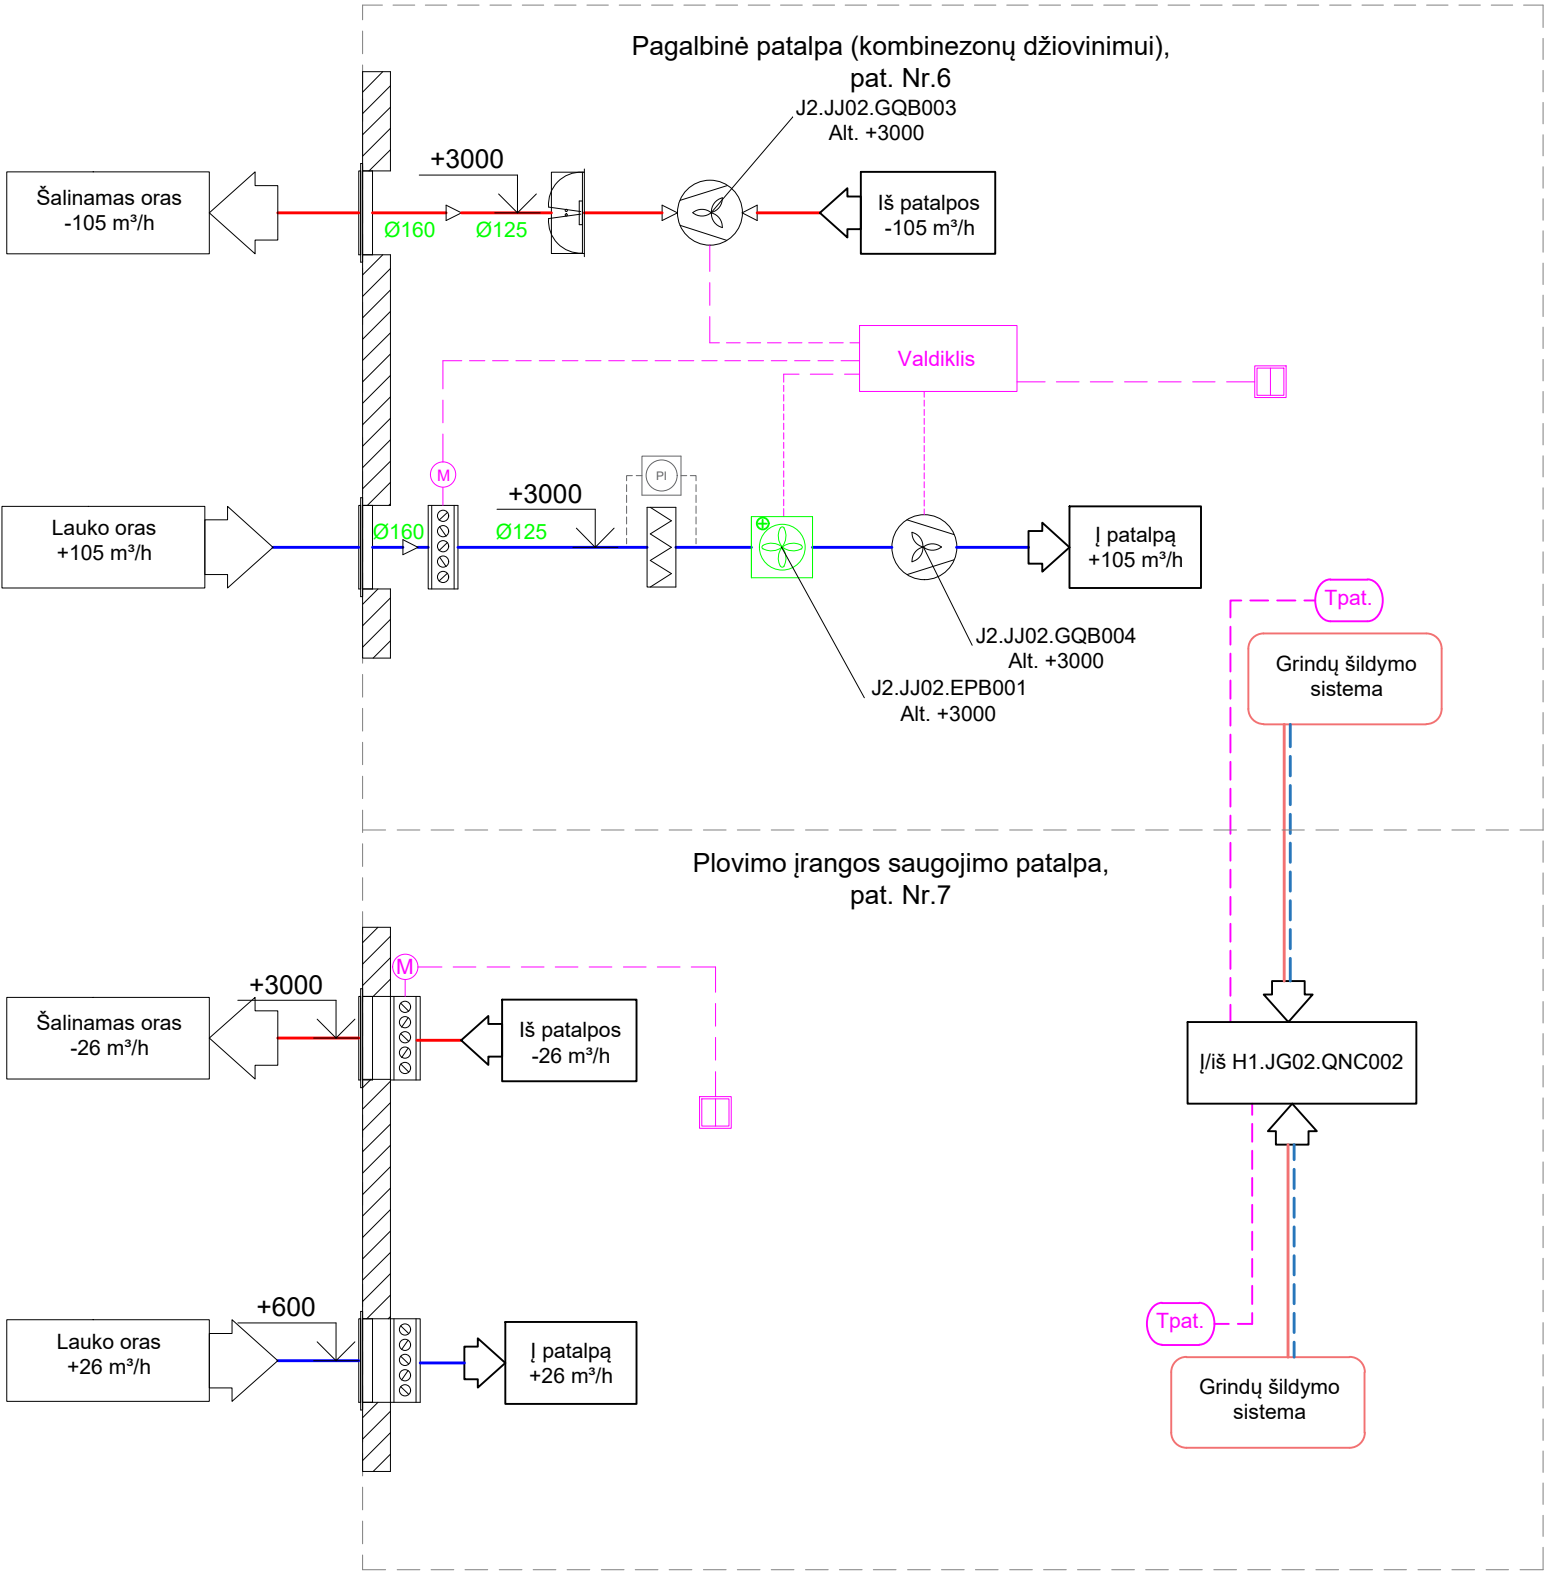 Pagalbinė patalpa (kombinezonų džiovinimui),
pat. Nr.6
J2.JJ02.GQB003
Alt. +3000
+3000
Šalinamas oras
-105 m³/h
Ø160
Ø125
Iš patalpos
-105 m³/h
Valdiklis
M
PI
+3000
Lauko oras
+105 m³/h
Ø160
Ø125
Į patalpą
+105 m³/h
Tpat.
J2.JJ02.GQB004
Alt. +3000
J2.JJ02.EPB001
Alt. +3000
Grindų šildymo
sistema
Plovimo įrangos saugojimo patalpa,
pat. Nr.7
M
+3000
Šalinamas oras
-26 m³/h
Iš patalpos
-26 m³/h
Į/iš H1.JG02.QNC002
+600
Lauko oras
+26 m³/h
Į patalpą
+26 m³/h
Tpat.
Grindų šildymo
sistema